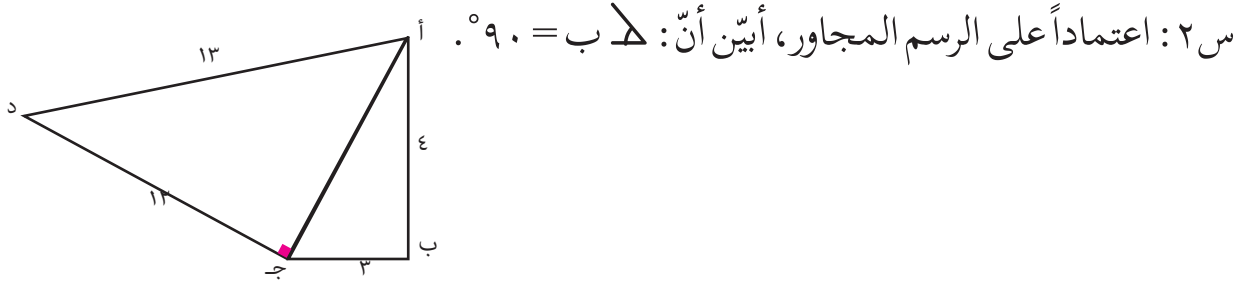 س٢ : اعتماداً على الرسم المجاور، أبيّن أنّ : ∠ ب = ٩٠°.
أ
١٣
د
٤
١٢
ب
جـ
٣